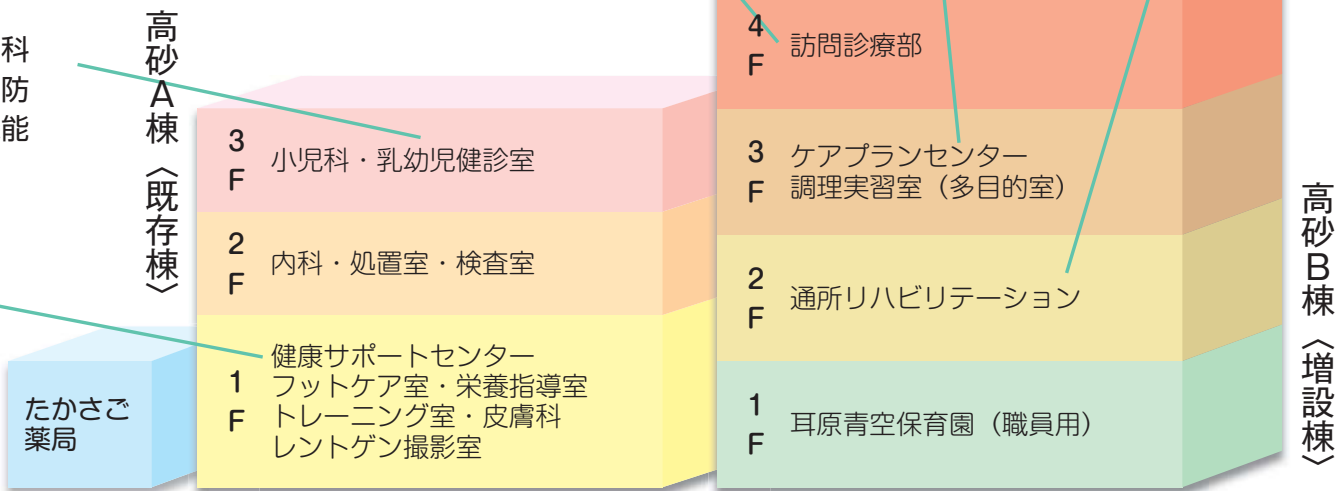 科
防
能
高砂A棟〈既存棟〉
3F
小児科・乳幼児健診室
2F
内科・処置室・検査室
1F
健康サポートセンター
フットケア室・栄養指導室
トレーニング室・皮膚科
レントゲン撮影室
たかさご
薬局
4F
訪問診療部
3F
ケアプランセンター
調理実習室（多目的室）
2F
通所リハビリテーション
1F
耳原青空保育園（職員用）
高砂B棟〈増設棟〉